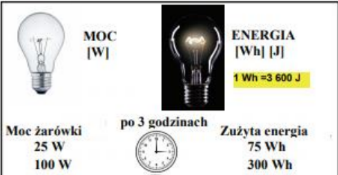 MOC
[W]
ENERGIA
[Wh] [J]
1 Wh =3 600 J
po 3 godzinach
Moc żarówki
25 W
100 W
Zużyta energia
75 Wh
300 Wh